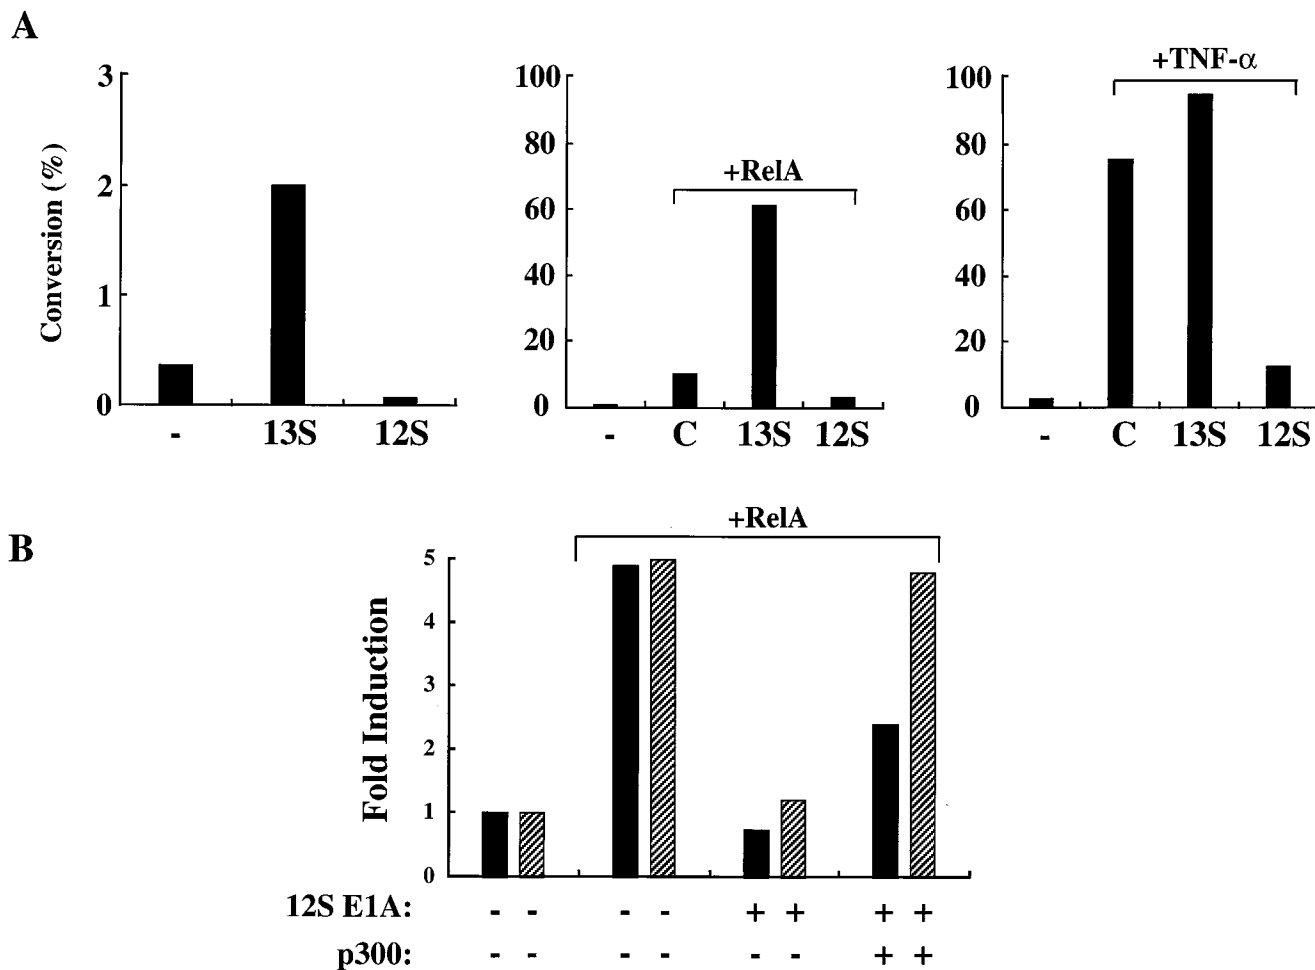 A
Conversion (%)
3
2
1
0
- 13S 12S
100
80
60
40
20
0
+RelA
- C 13S 12S
100
80
60
40
20
0
+TNF-α
- C 13S 12S
B
Fold Induction
5
4
3
2
1
0
+RelA
12S E1A: - - - - + + + +
p300: - - - - - - + +